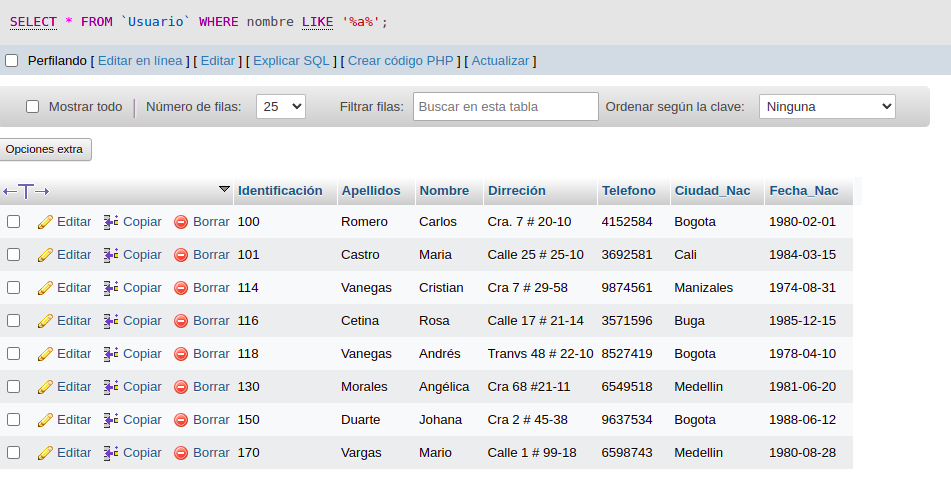 SELECT * FROM `Usuario` WHERE nombre LIKE '%a%';
Perfilando [ Editar en línea ] [ Editar ] [ Explicar SQL ] [ Crear código PHP ] [ Actualizar ]
Mostrar todo | Número de filas: 25 Filtrar filas: Buscar en esta tabla Ordenar según la clave: Ninguna
Opciones extra
←T→ Identificación Apellidos Nombre Dirreción Telefono Ciudad_Nac Fecha_Nac
Editar Copiar Borrar 100 Romero Carlos Cra. 7 # 20-10 4152584 Bogota 1980-02-01
Editar Copiar Borrar 101 Castro Maria Calle 25 # 25-10 3692581 Cali 1984-03-15
Editar Copiar Borrar 114 Vanegas Cristian Cra 7 # 29-58 9874561 Manizales 1974-08-31
Editar Copiar Borrar 116 Cetina Rosa Calle 17 # 21-14 3571596 Buga 1985-12-15
Editar Copiar Borrar 118 Vanegas Andrés Tranvs 48 # 22-10 8527419 Bogota 1978-04-10
Editar Copiar Borrar 130 Morales Angélica Cra 68 #21-11 6549518 Medellin 1981-06-20
Editar Copiar Borrar 150 Duarte Johana Cra 2 # 45-38 9637534 Bogota 1988-06-12
Editar Copiar Borrar 170 Vargas Mario Calle 1 # 99-18 6598743 Medellin 1980-08-28